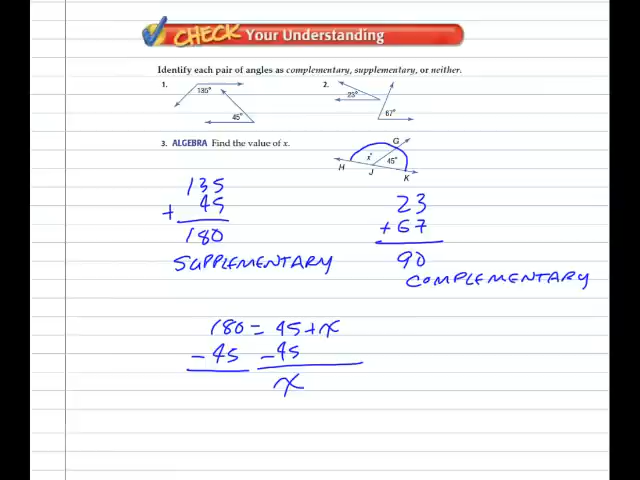 CHECK Your Understanding
Identify each pair of angles as complementary, supplementary, or neither.
1. 135° 45°
2. 23° 67°
3. ALGEBRA Find the value of x.
G
x° 45°
H J K
135
+ 45
180
SUPPLEMENTARY
23
+67
90
COMPLEMENTARY
180 = 45 + x
- 45 - 45
x